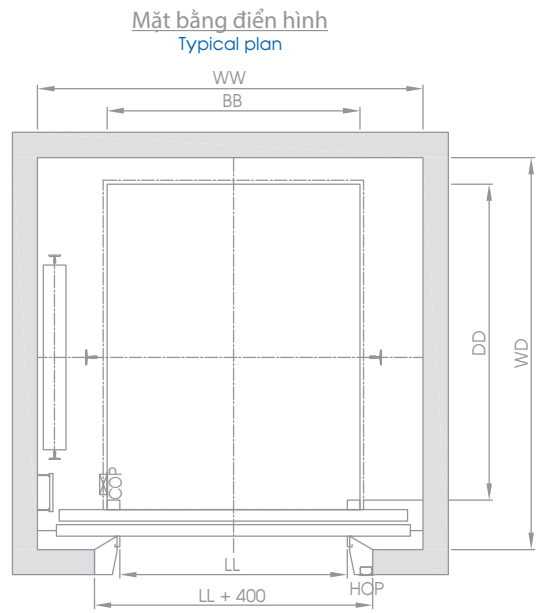 Mặt bằng điển hình
Typical plan
WW
BB
DD
WD
COP
LL
HOP
LL + 400